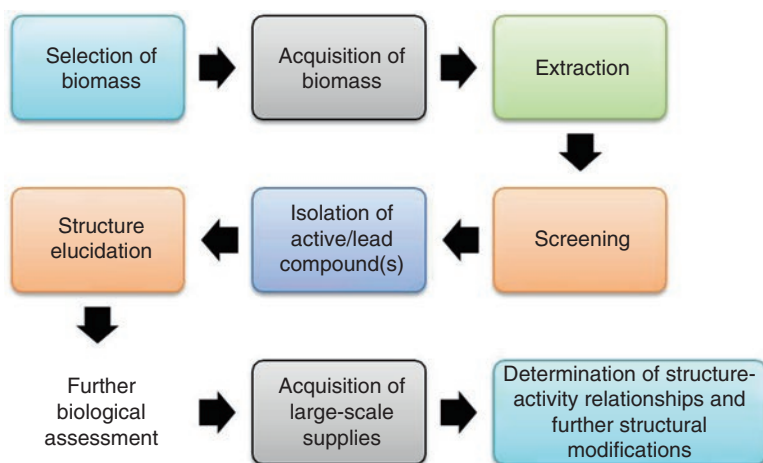 Selection of
biomass
Acquisition of
biomass
Extraction
Screening
Isolation of
active/lead
compound(s)
Structure
elucidation
Further
biological
assessment
Acquisition of
large-scale
supplies
Determination of structure-
activity relationships and
further structural
modifications